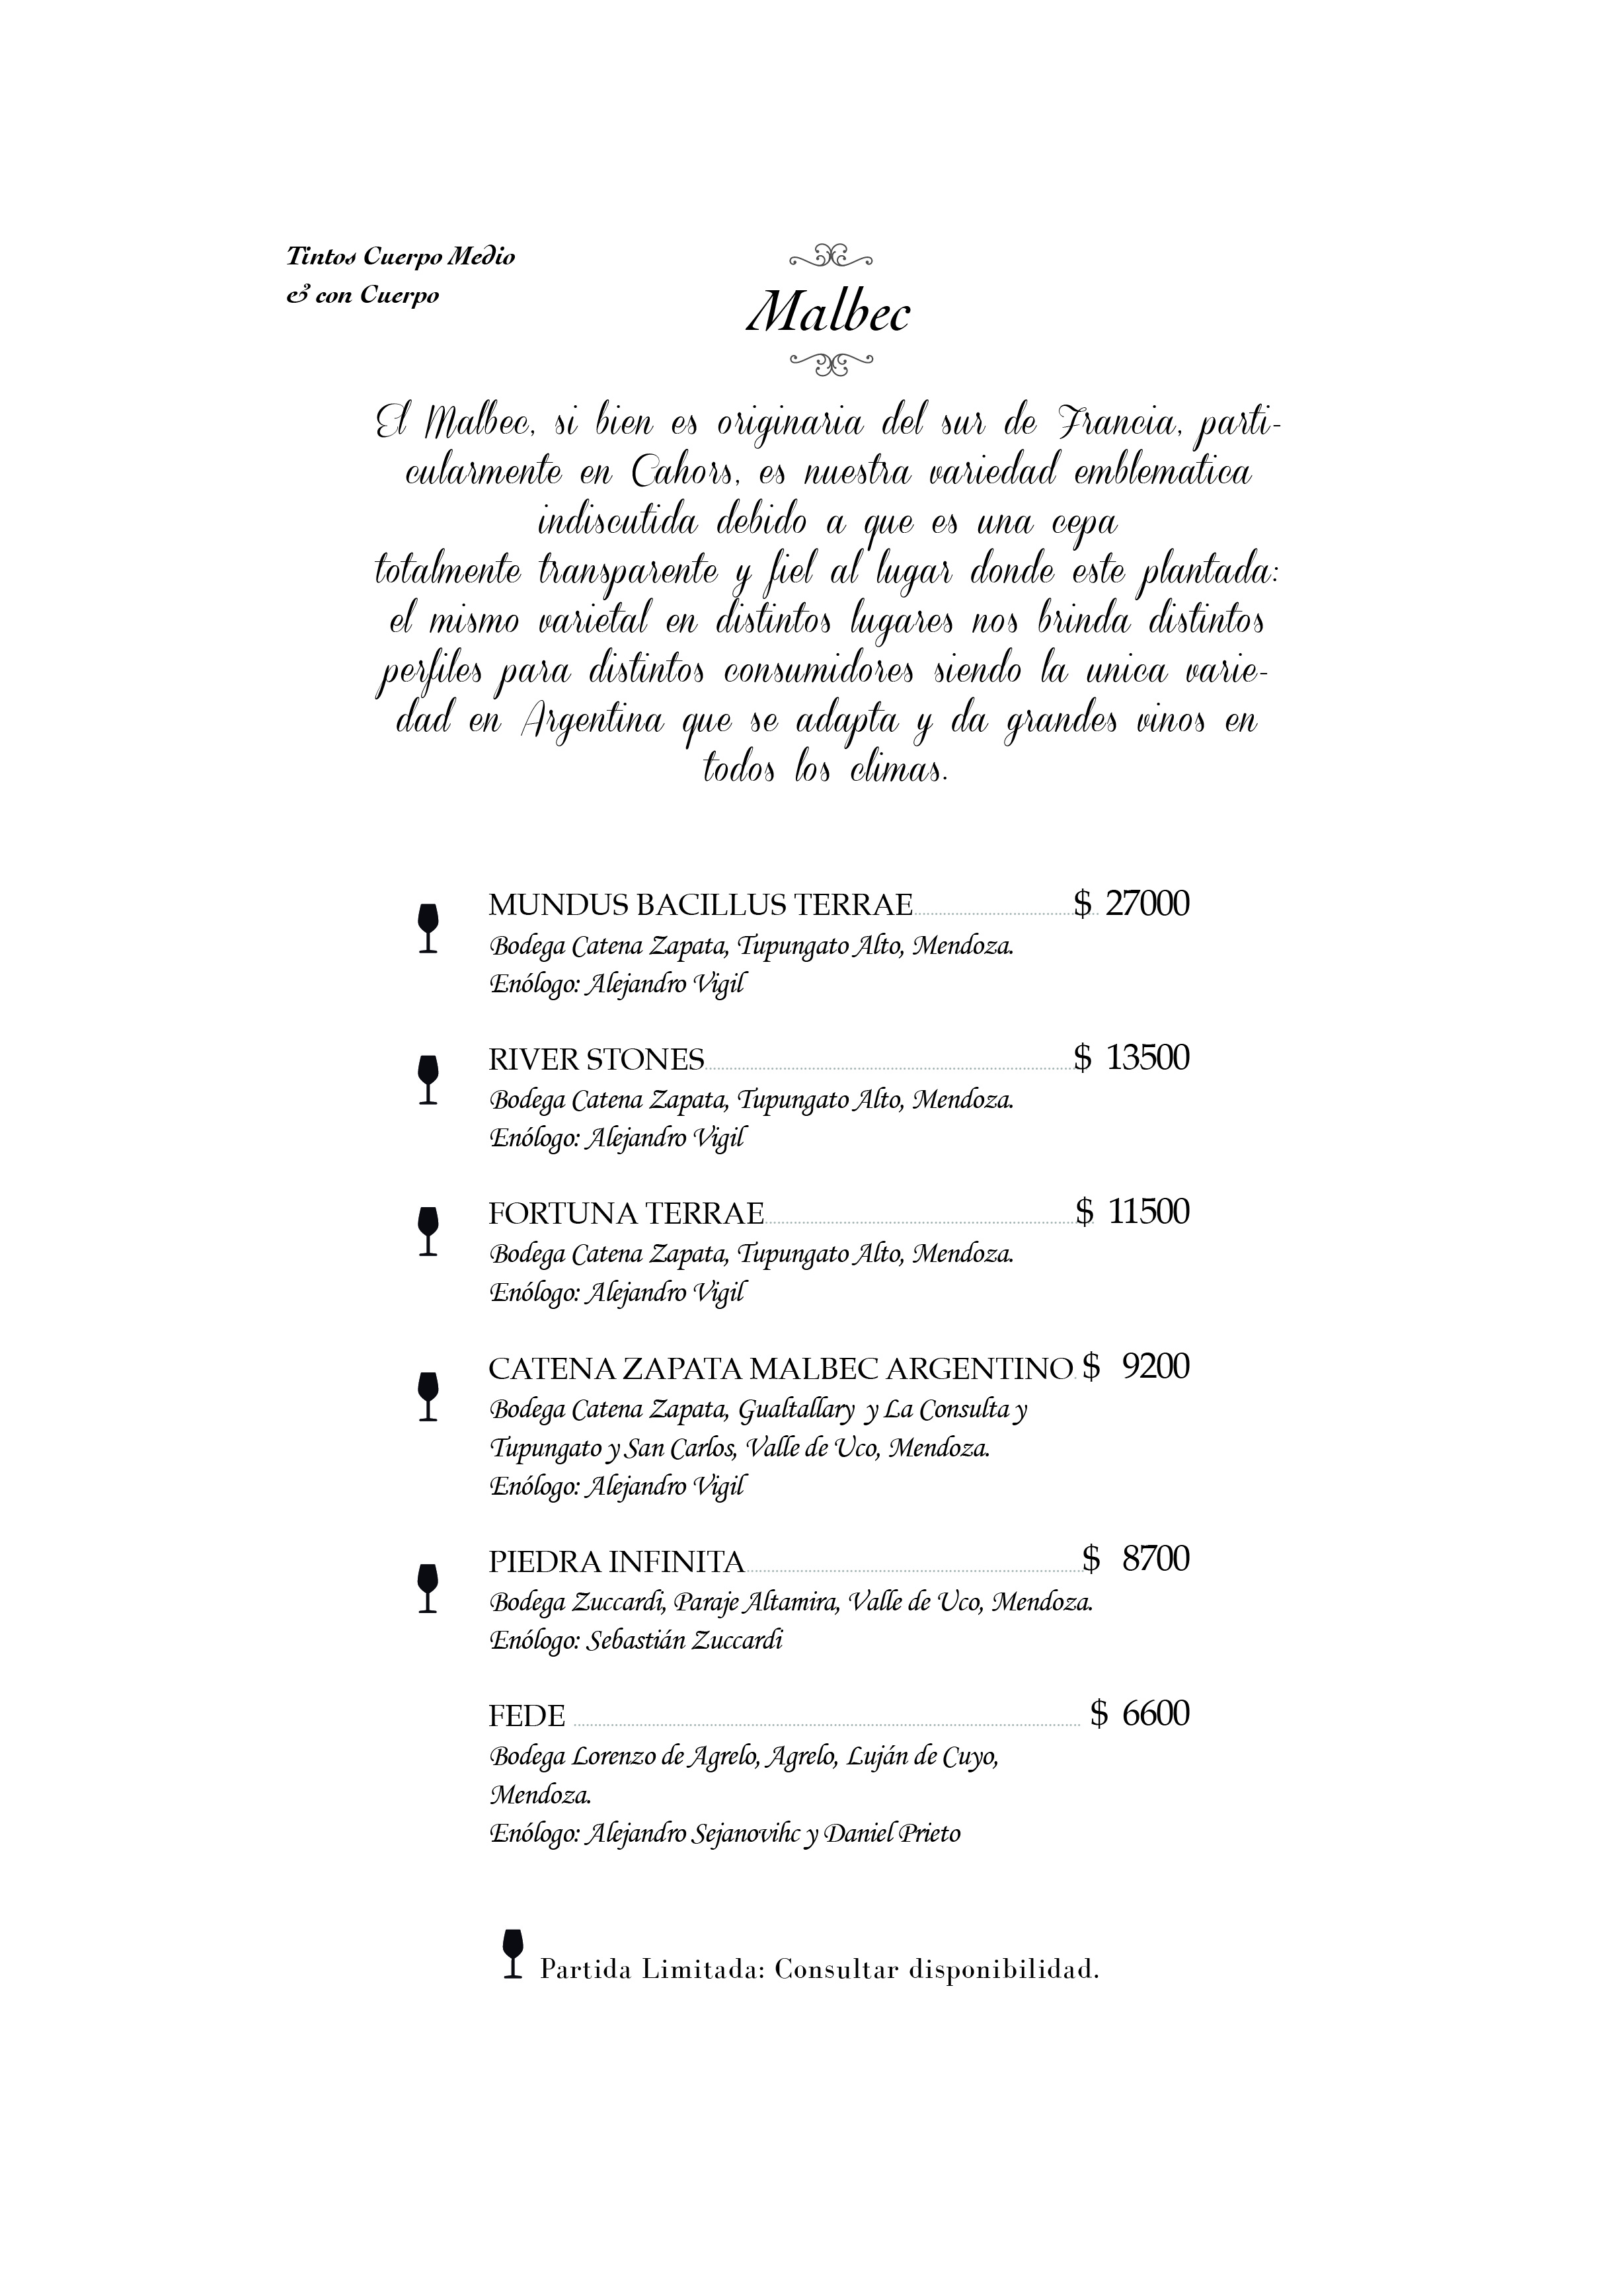 Tintos Cuerpo Medio
& con Cuerpo
Malbec
El Malbec, si bien es originaria del sur de Francia, parti-
cularmente en Cahors, es nuestra variedad emblematica
indiscutida debido a que es una cepa
totalmente transparente y fiel al lugar donde este plantada:
el mismo varietal en distintos lugares nos brinda distintos
perfiles para distintos consumidores siendo la unica varie-
dad en Argentina que se adapta y da grandes vinos en
todos los climas.
MUNDUS BACILLUS TERRAE $ 27000
Bodega Catena Zapata, Tupungato Alto, Mendoza.
Enólogo: Alejandro Vigil
RIVER STONES $ 13500
Bodega Catena Zapata, Tupungato Alto, Mendoza.
Enólogo: Alejandro Vigil
FORTUNA TERRAE $ 11500
Bodega Catena Zapata, Tupungato Alto, Mendoza.
Enólogo: Alejandro Vigil
CATENA ZAPATA MALBEC ARGENTINO $ 9200
Bodega Catena Zapata, Gualtallary y La Consulta y
Tupungato y San Carlos, Valle de Uco, Mendoza.
Enólogo: Alejandro Vigil
PIEDRA INFINITA $ 8700
Bodega Zuccardi, Paraje Altamira, Valle de Uco, Mendoza.
Enólogo: Sebastián Zuccardi
FEDE $ 6600
Bodega Lorenzo de Agrelo, Agrelo, Luján de Cuyo,
Mendoza.
Enólogo: Alejandro Sejanovihc y Daniel Prieto
Partida Limitada: Consultar disponibilidad.